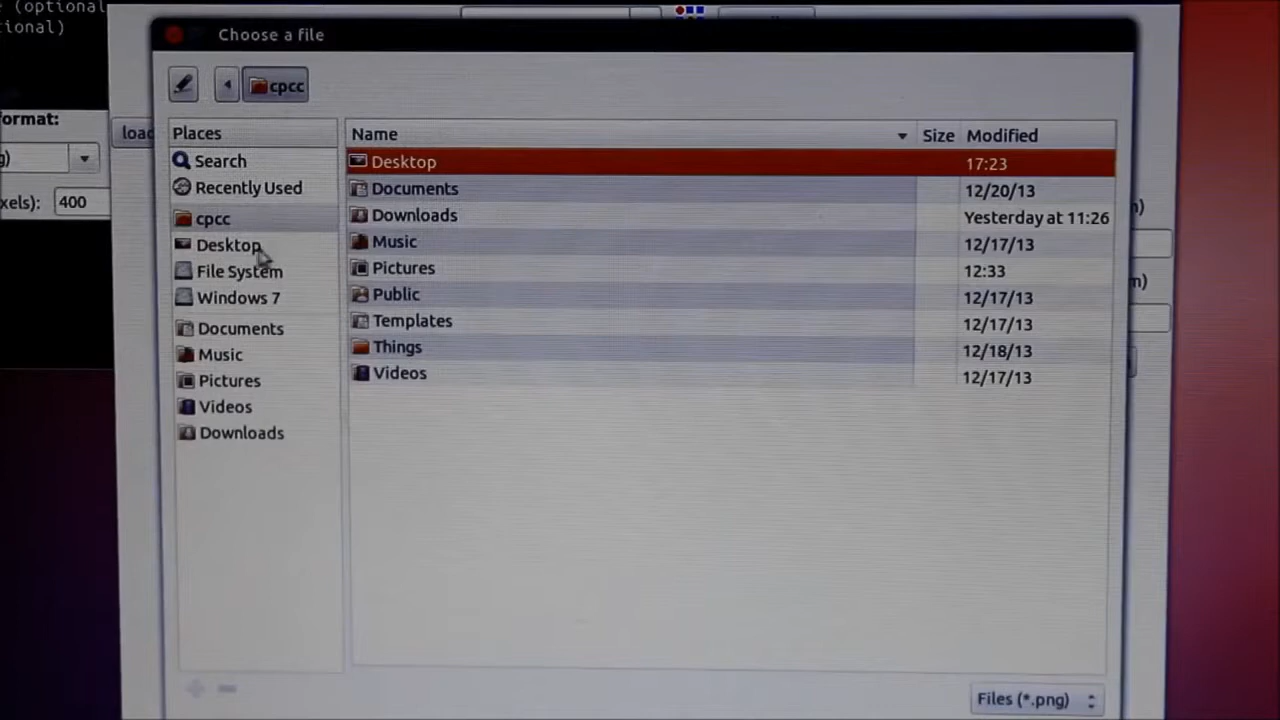 (optional
tional)
Choose a file
cpcc
ormat:
load
g)
xels): 400
Places
Search
Recently Used
cpcc
Desktop
File System
Windows 7
Documents
Music
Pictures
Videos
Downloads
Name Size Modified
Desktop 17:23
Documents 12/20/13
Downloads Yesterday at 11:26
Music 12/17/13
Pictures 12:33
Public 12/17/13
Templates 12/17/13
Things 12/18/13
Videos 12/17/13
n)
n)
Files (*.png)